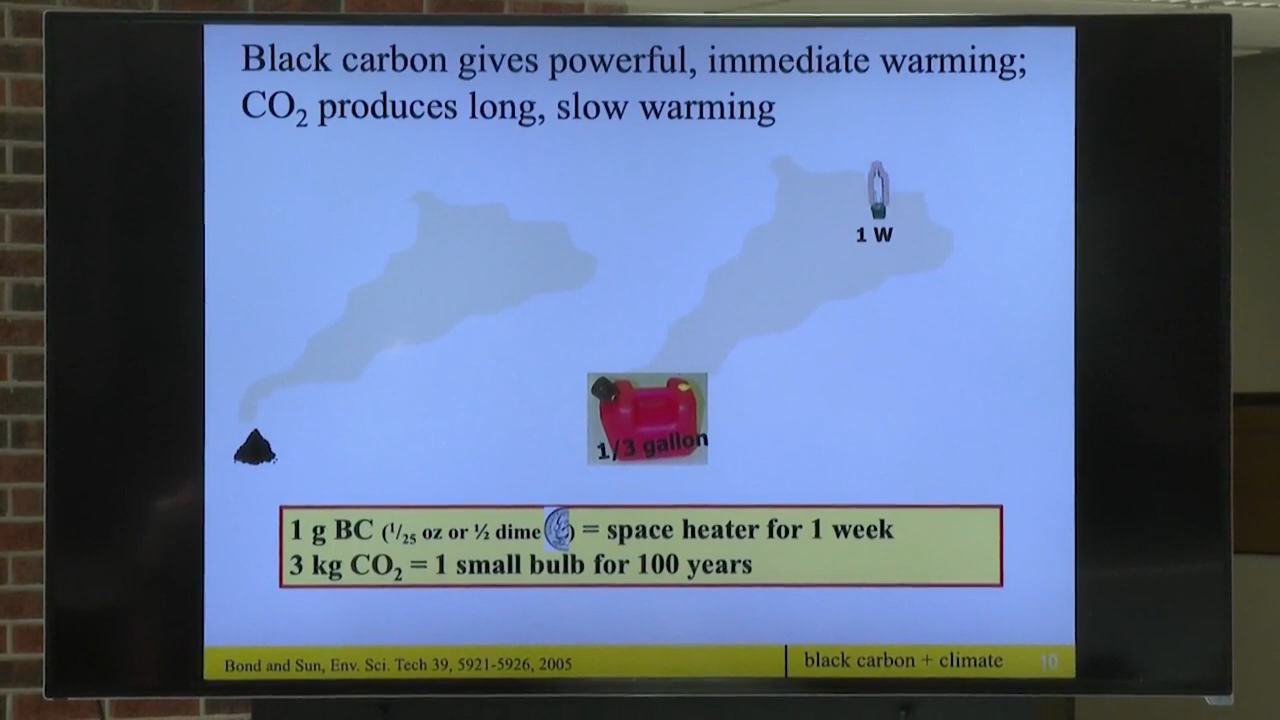 Black carbon gives powerful, immediate warming;
CO₂ produces long, slow warming
1 W
1/3 gallon
1 g BC (¹/₂₅ oz or ½ dime ) = space heater for 1 week
3 kg CO₂ = 1 small bulb for 100 years
Bond and Sun, Env. Sci. Tech 39, 5921-5926, 2005
black carbon + climate
10